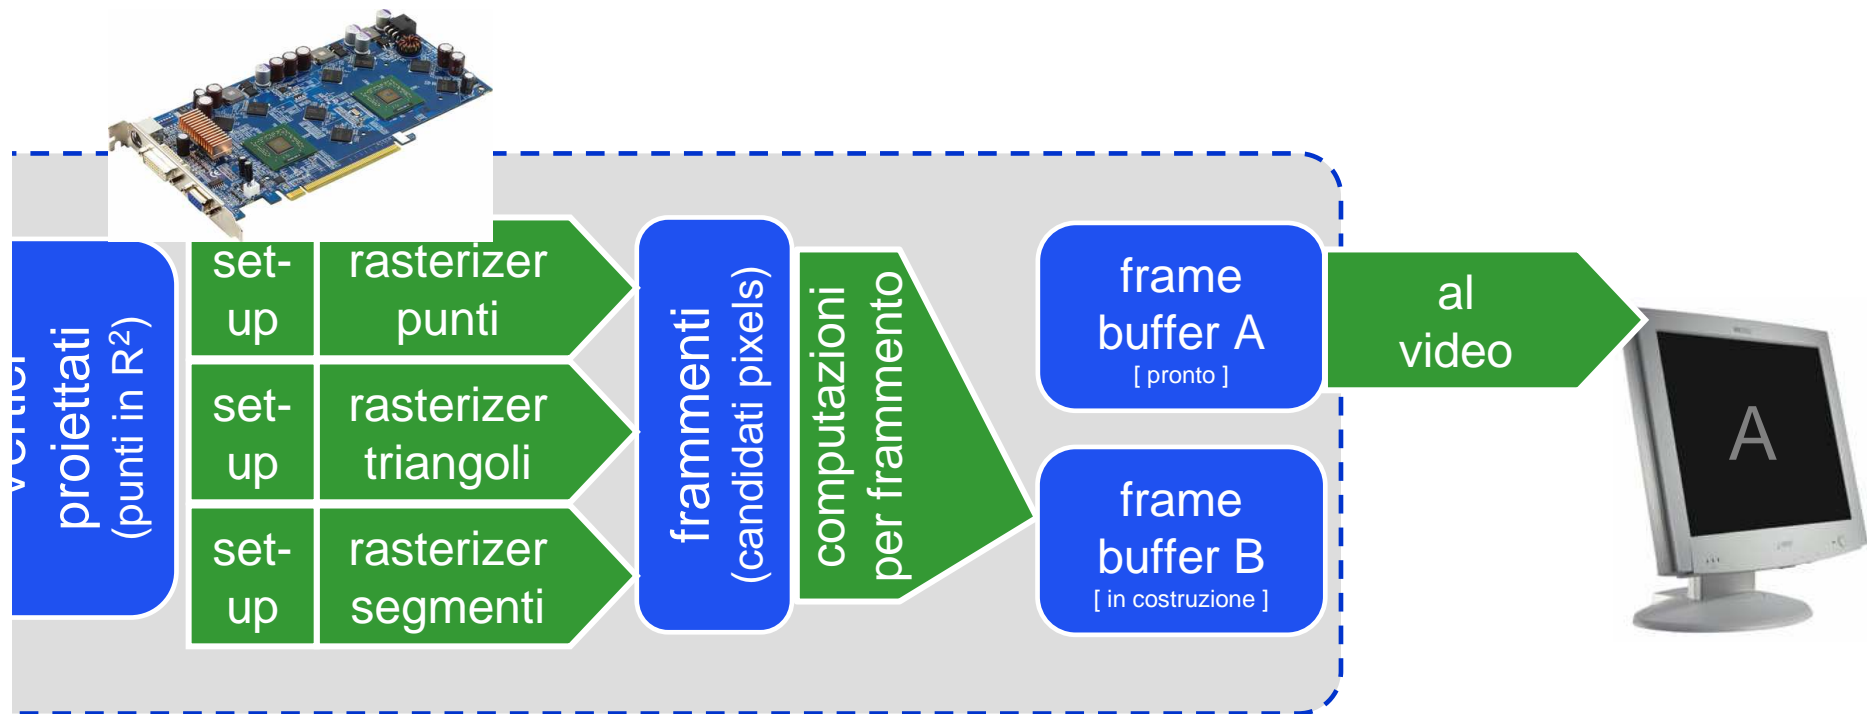 proiettati
(punti in R²)
set-
up
rasterizer
punti
set-
up
rasterizer
triangoli
set-
up
rasterizer
segmenti
frammenti
(candidati pixels)
computazioni
per frammento
frame
buffer A
[ pronto ]
frame
buffer B
[ in costruzione ]
al
video
A